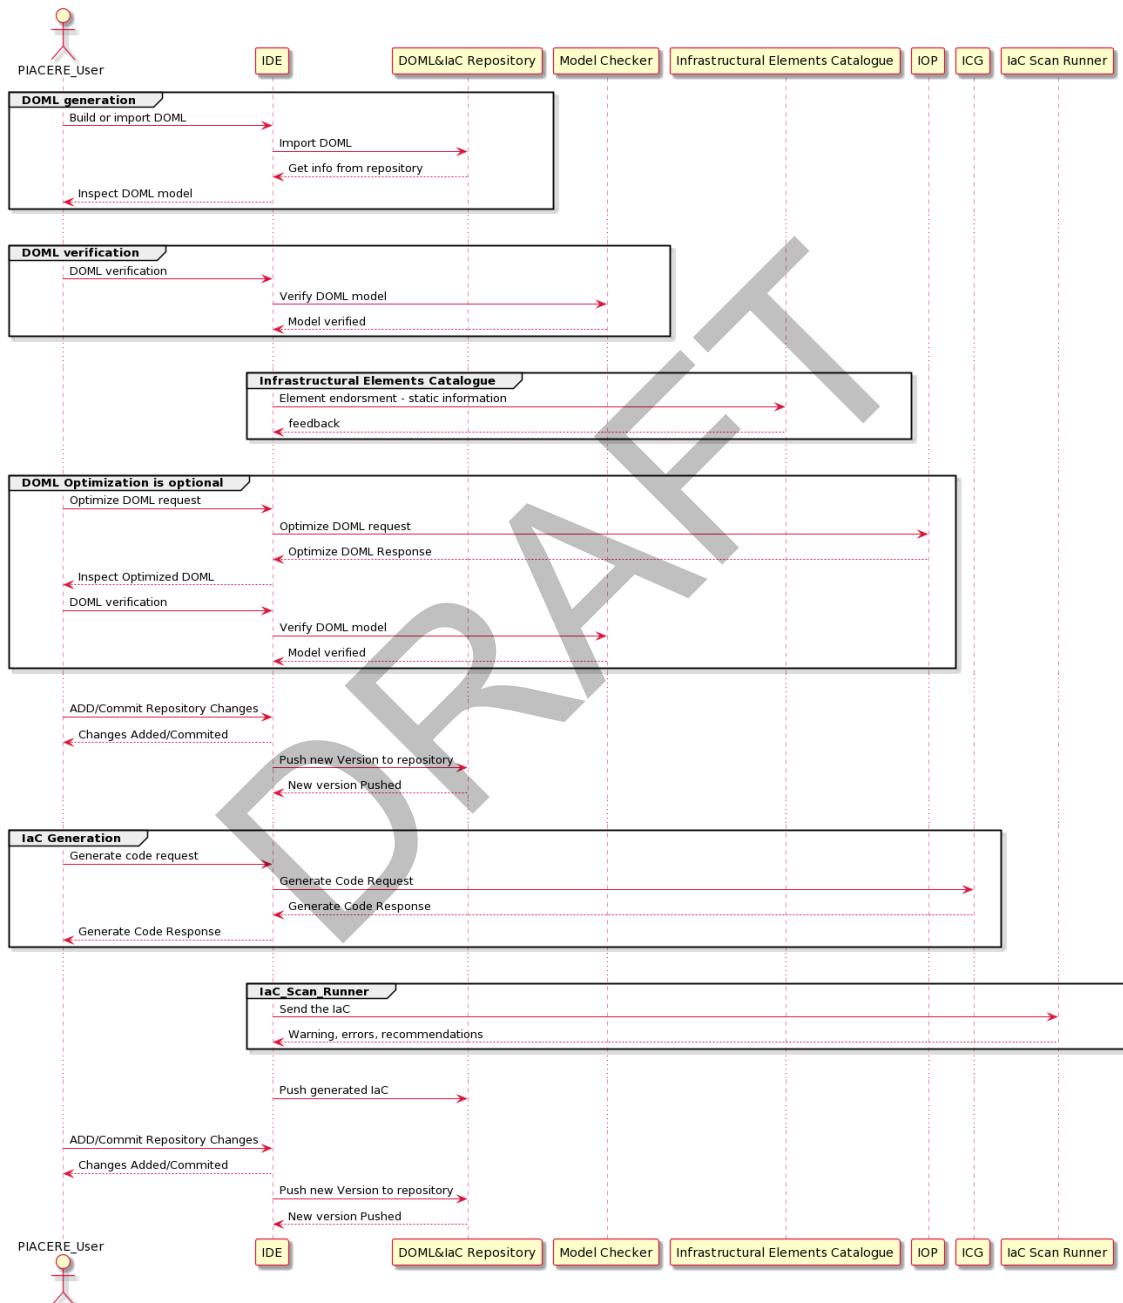 PIACERE_User
IDE
DOML&IaC Repository
Model Checker
Infrastructural Elements Catalogue
IOP
ICG
IaC Scan Runner
DOML generation
Build or import DOML
Import DOML
Get info from repository
Inspect DOML model
DOML verification
DOML verification
Verify DOML model
Model verified
Infrastructural Elements Catalogue
Element endorsment - static information
feedback
DOML Optimization is optional
Optimize DOML request
Optimize DOML request
Optimize DOML Response
Inspect Optimized DOML
DOML verification
Verify DOML model
Model verified
ADD/Commit Repository Changes
Changes Added/Commited
Push new Version to repository
New version Pushed
IaC Generation
Generate code request
Generate Code Request
Generate Code Response
Generate Code Response
IaC_Scan_Runner
Send the IaC
Warning, errors, recommendations
Push generated IaC
ADD/Commit Repository Changes
Changes Added/Commited
Push new Version to repository
New version Pushed
PIACERE_User
IDE
DOML&IaC Repository
Model Checker
Infrastructural Elements Catalogue
IOP
ICG
IaC Scan Runner
DRAFT